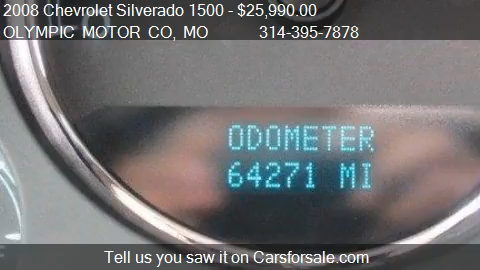 2008 Chevrolet Silverado 1500 - $25,990.00
OLYMPIC MOTOR CO, MO 314-395-7878
ODOMETER
64271 MI
Tell us you saw it on Carsforsale.com